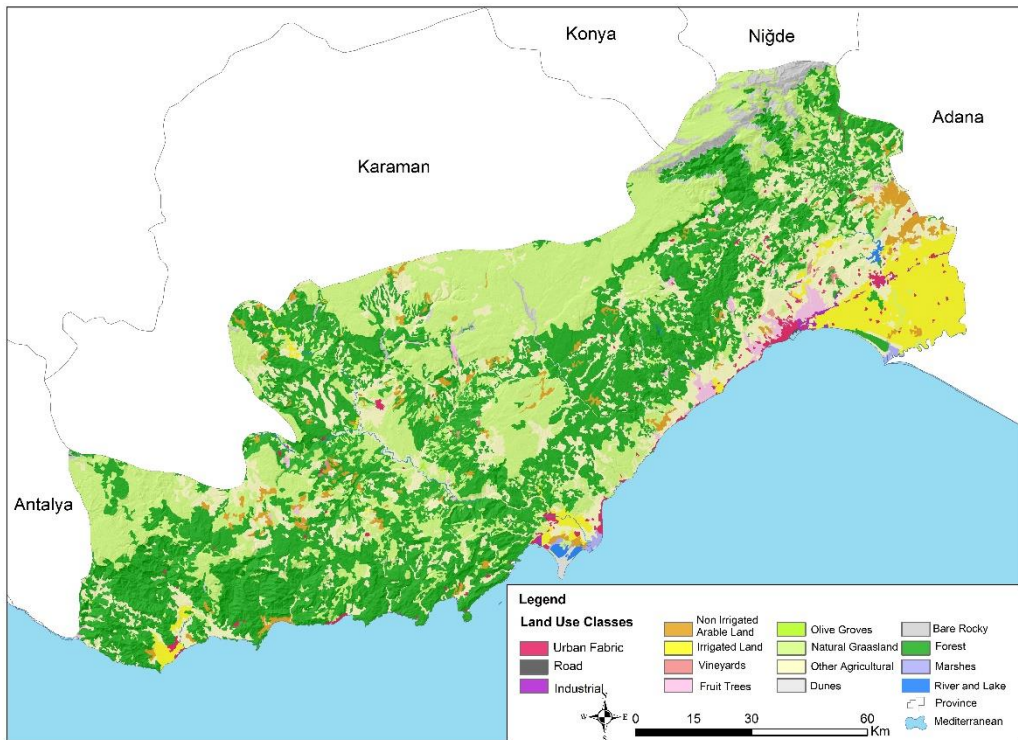 Konya
Niğde
Adana
Karaman
Antalya
Legend
Land Use Classes
Urban Fabric
Road
Industrial
Non Irrigated
Arable Land
Irrigated Land
Vineyards
Fruit Trees
Olive Groves
Natural Graasland
Other Agricultural
Dunes
Bare Rocky
Forest
Marshes
River and Lake
Province
Mediterranean
N
W E
S
0 15 30 60
Km